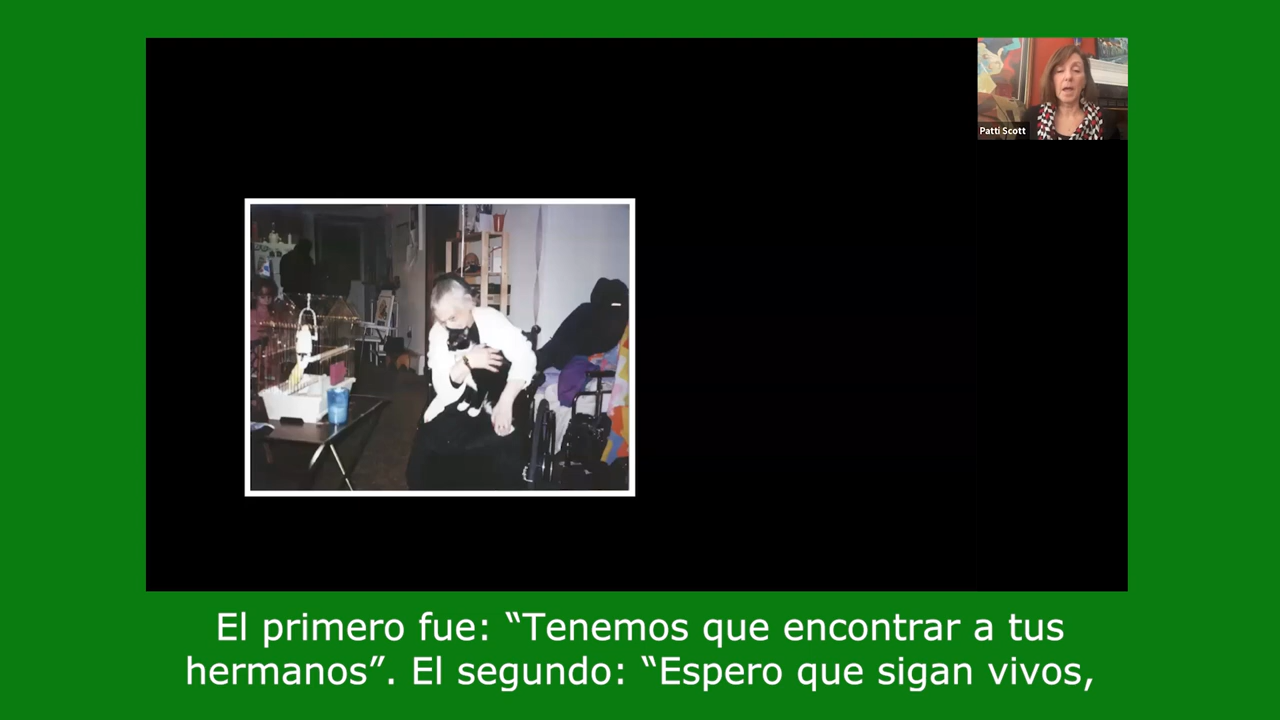 Patti Scott
El primero fue: “Tenemos que encontrar a tus
hermanos”. El segundo: “Espero que sigan vivos,